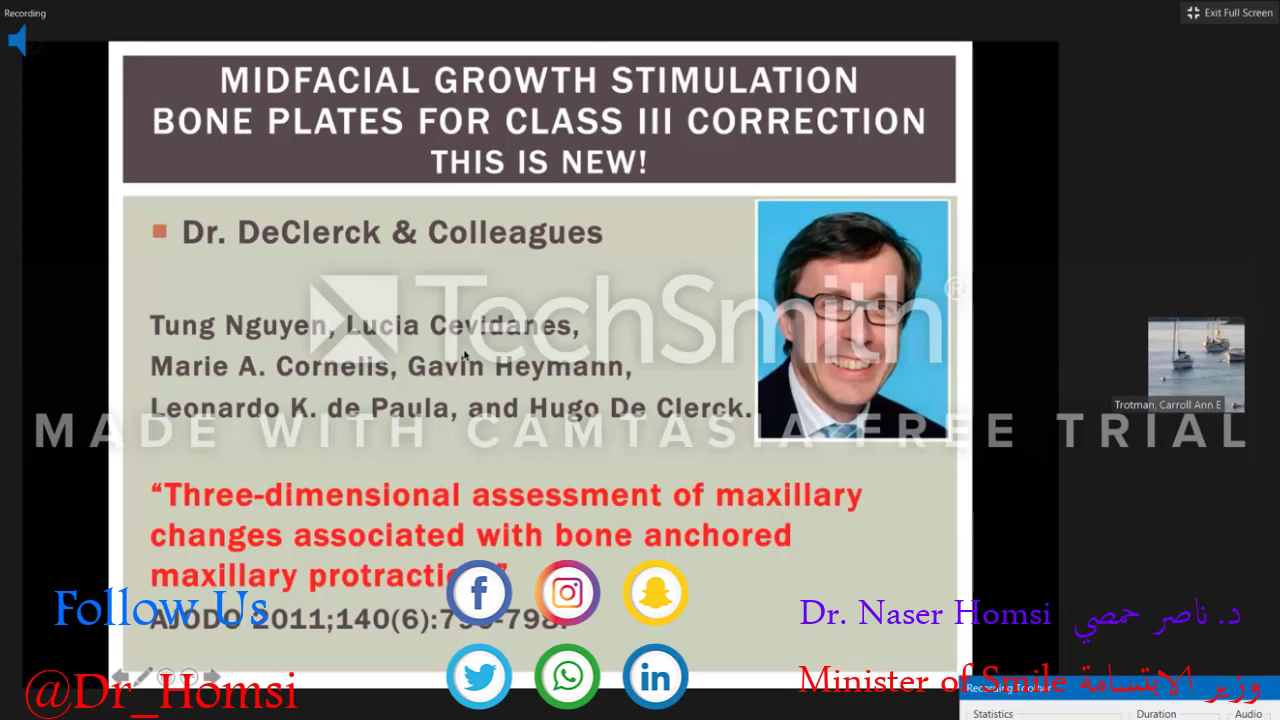 Recording
Exit Full Screen
MIDFACIAL GROWTH STIMULATION
BONE PLATES FOR CLASS III CORRECTION
THIS IS NEW!
Dr. DeClerck & Colleagues
Tung Nguyen, Lucia Cevidanes,
Marie A. Cornelis, Gavin Heymann,
Leonardo K. de Paula, and Hugo De Clerck.
TechSmith®
MADE WITH CAMTASIA FREE TRIAL
Trotman, Carroll Ann E
“Three-dimensional assessment of maxillary
changes associated with bone anchored
maxillary
AJODO 2011;140(6):
Follow Us
@Dr_Homsi
Dr. Naser Homsi د. ناصر حمصي
Minister of Smile وزير الابتسامة
Recording Toolbar
Statistics
Duration
Audio